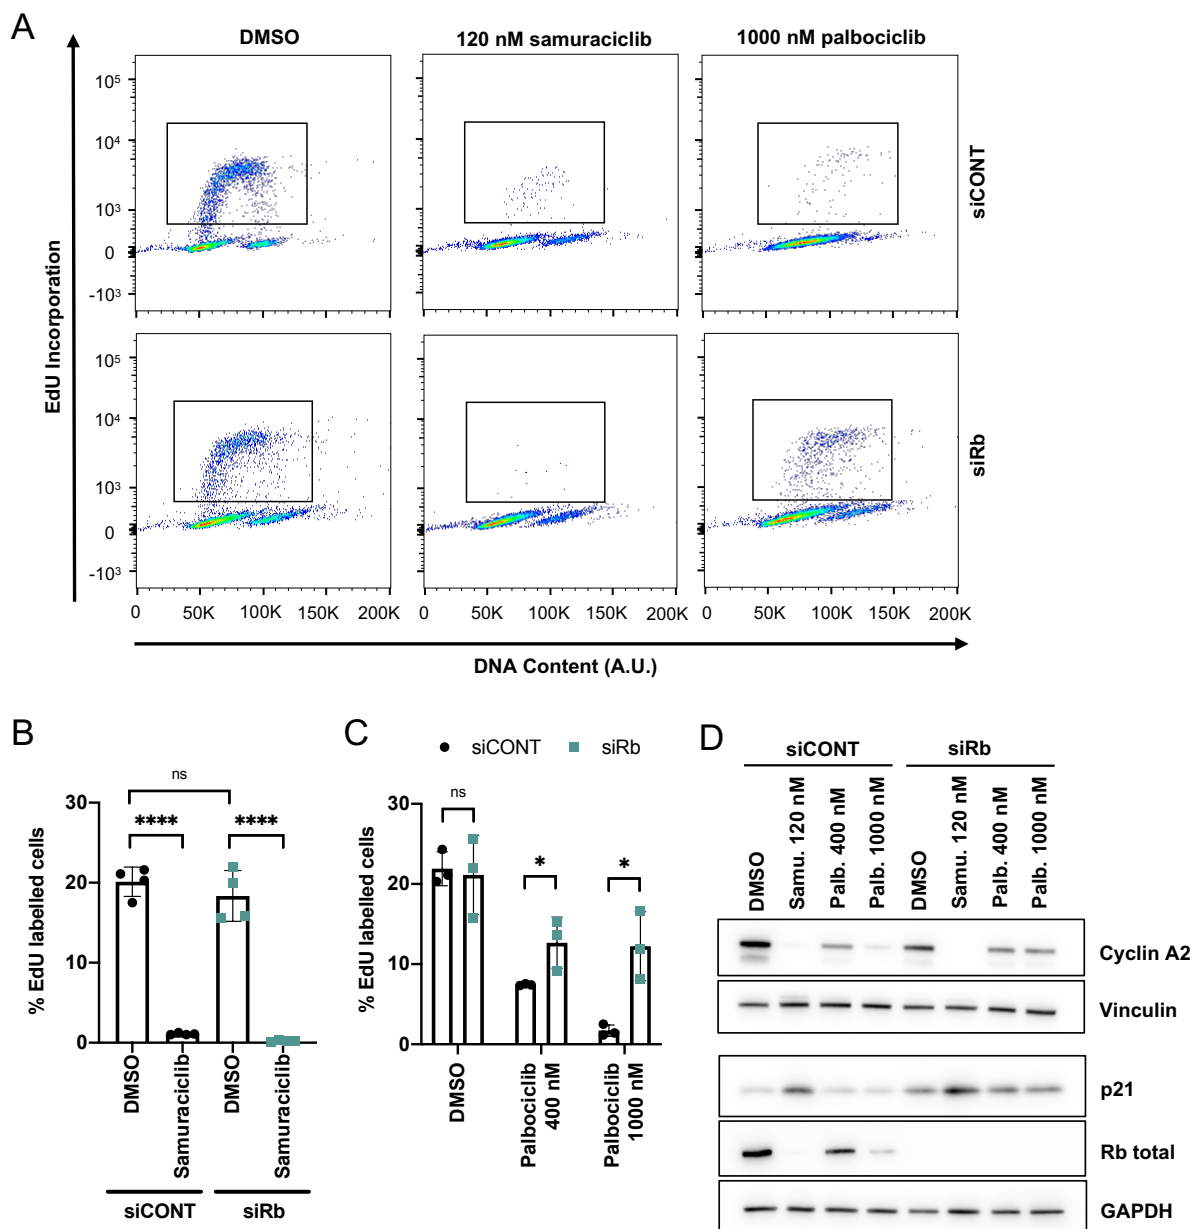 A
DMSO
120 nM samuraciclib
1000 nM palbociclib
10⁵
10⁴
10³
0
-10³
siCONT
EdU Incorporation
10⁵
10⁴
10³
0
-10³
siRb
0 50K 100K 150K 200K
0 50K 100K 150K 200K
0 50K 100K 150K 200K
DNA Content (A.U.)
B
ns
**** ****
% EdU labelled cells
30
20
10
0
DMSO
Samuraciclib
DMSO
Samuraciclib
siCONT siRb
C
siCONT siRb
ns
* *
% EdU labelled cells
30
20
10
0
DMSO
Palbociclib
400 nM
Palbociclib
1000 nM
D
siCONT siRb
DMSO
Samu. 120 nM
Palb. 400 nM
Palb. 1000 nM
DMSO
Samu. 120 nM
Palb. 400 nM
Palb. 1000 nM
Cyclin A2
Vinculin
p21
Rb total
GAPDH